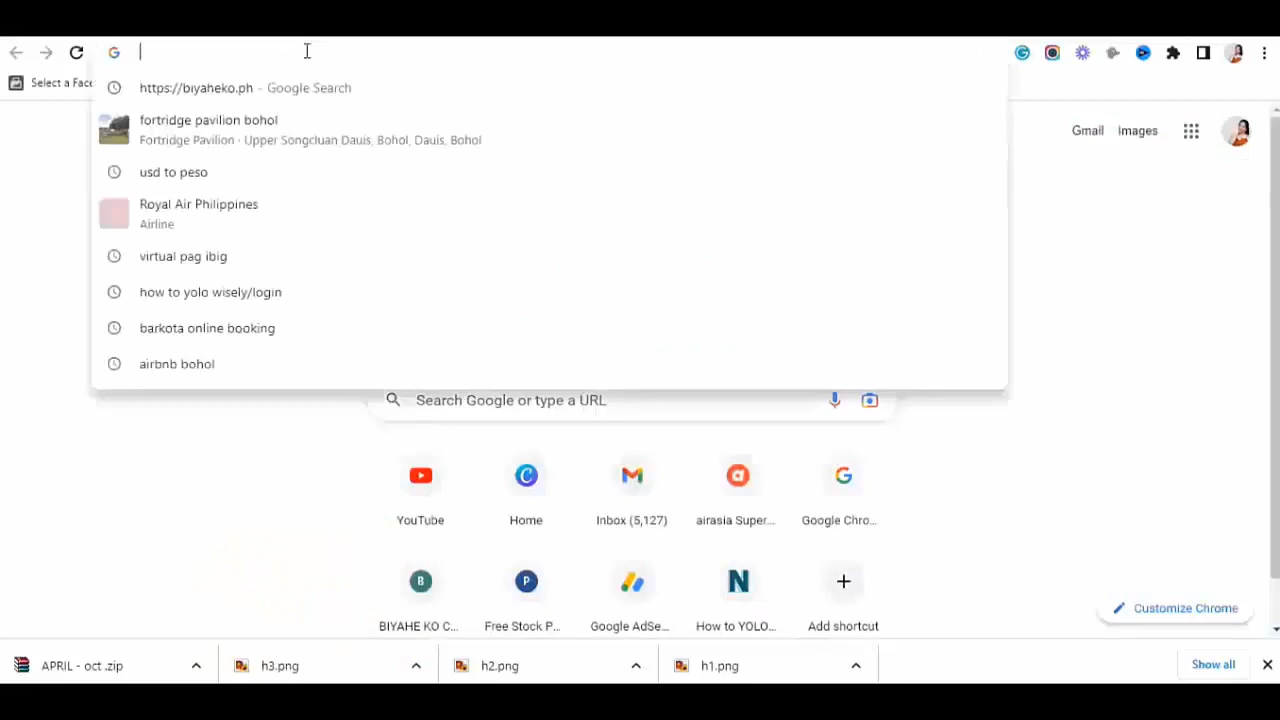 Select a Fac
https://biyaheko.ph - Google Search
fortridge pavilion bohol
Fortridge Pavilion · Upper Songcluan Dauis, Bohol, Dauis, Bohol
usd to peso
Royal Air Philippines
Airline
virtual pag ibig
how to yolo wisely/login
barkota online booking
airbnb bohol
Gmail Images
Search Google or type a URL
YouTube
Home
Inbox (5,127)
airasia Super...
Google Chro...
BIYAHE KO C...
Free Stock P...
Google AdSe...
How to YOLO...
Add shortcut
Customize Chrome
APRIL - oct .zip
h3.png
h2.png
h1.png
Show all